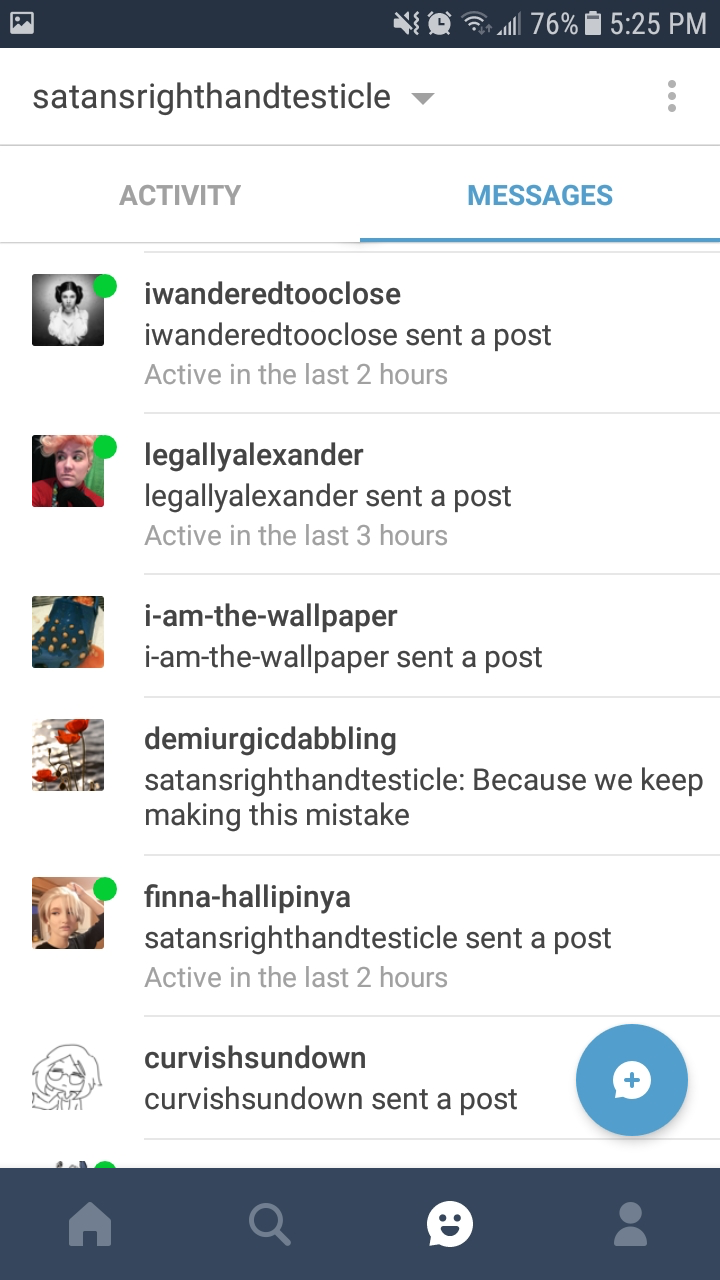 76% 5:25 PM
satansrighthandtesticle
ACTIVITY MESSAGES
iwanderedtooclose
iwanderedtooclose sent a post
Active in the last 2 hours
legallyalexander
legallyalexander sent a post
Active in the last 3 hours
i-am-the-wallpaper
i-am-the-wallpaper sent a post
demiurgicdabbling
satansrighthandtesticle: Because we keep
making this mistake
finna-hallipinya
satansrighthandtesticle sent a post
Active in the last 2 hours
curvishsundown
curvishsundown sent a post